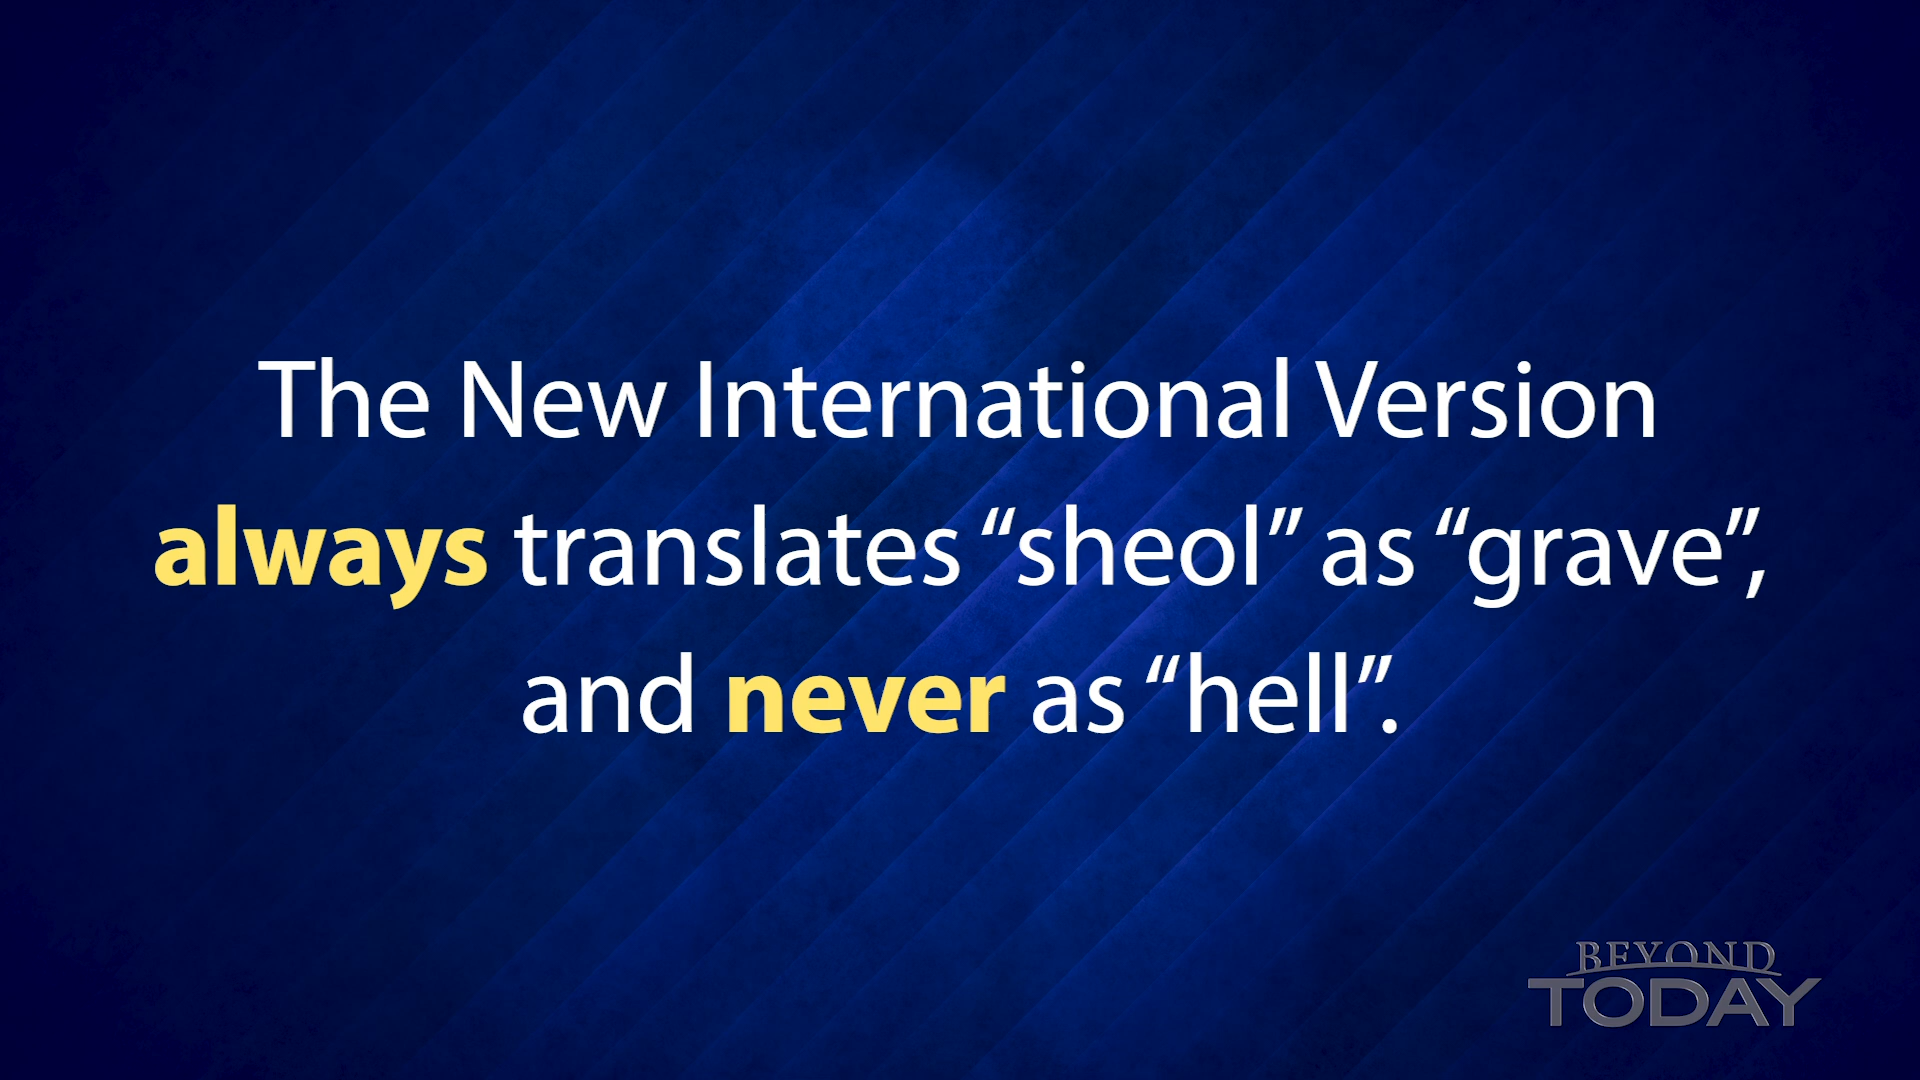 The New International Version
always translates “sheol” as “grave”,
and never as “hell”.
BEYOND
TODAY